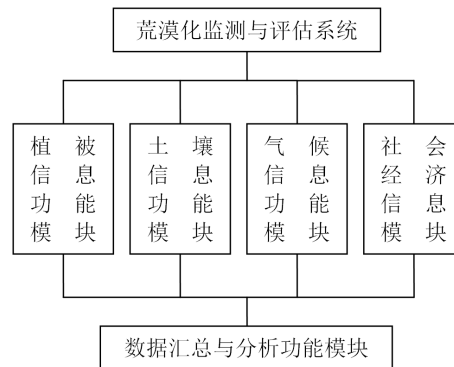 荒漠化监测与评估系统
植被
信息
功能
模块
土壤
信息
功能
模块
气候
信息
功能
模块
社会
经济
信息
模块
数据汇总与分析功能模块